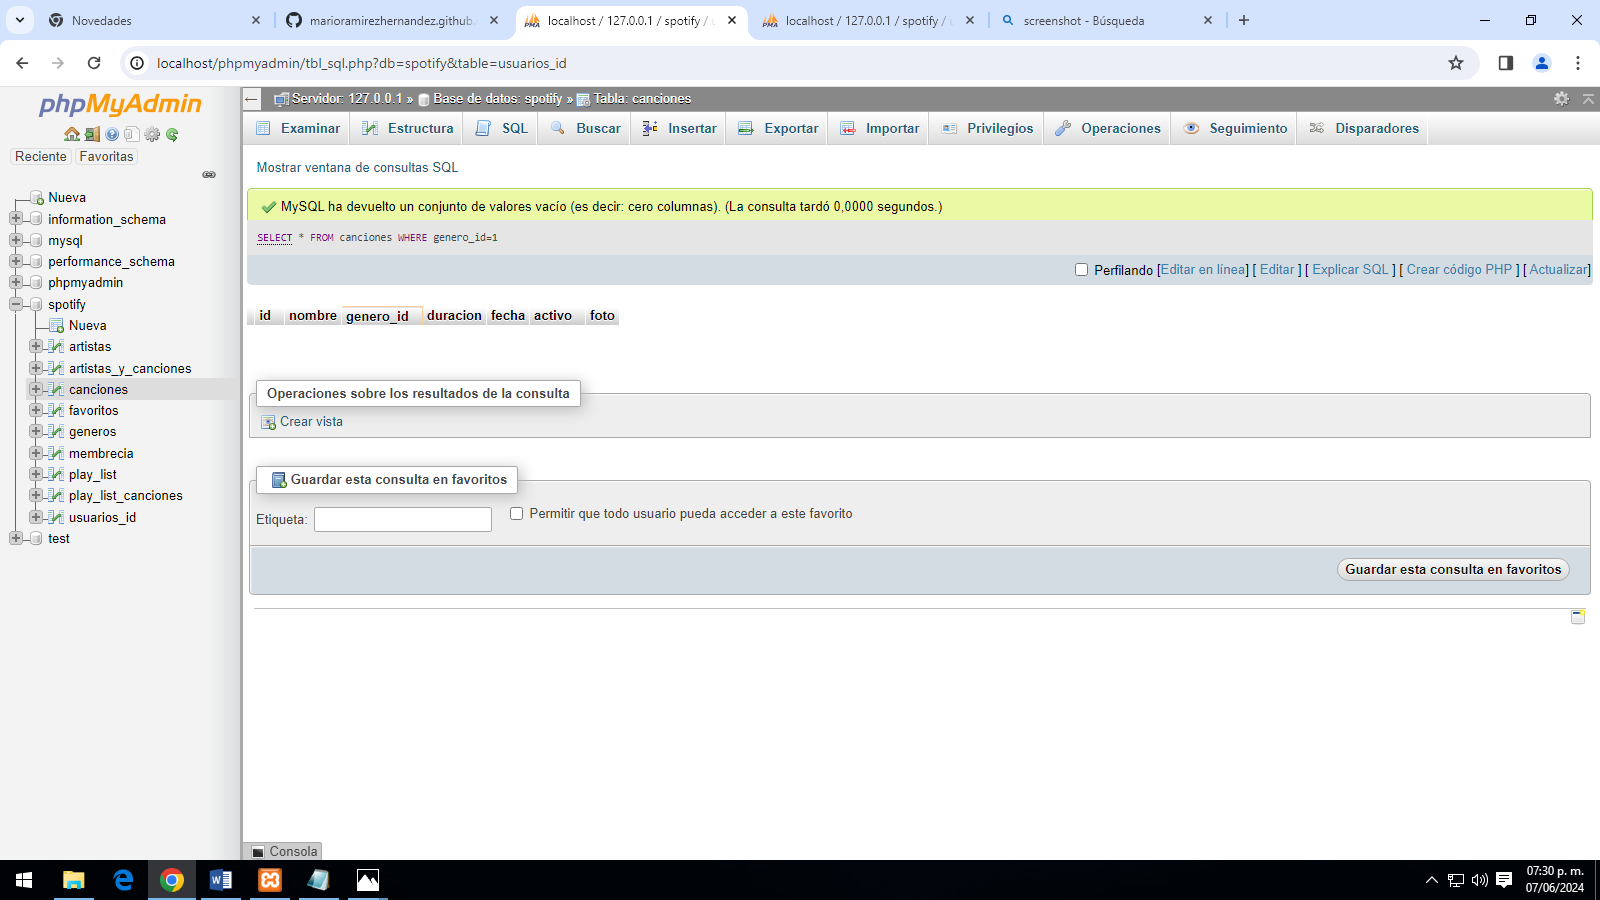 Novedades
marioramirezhernandez.github.
localhost / 127.0.0.1 / spotify / u
localhost / 127.0.0.1 / spotify / u
screenshot - Búsqueda
localhost/phpmyadmin/tbl_sql.php?db=spotify&table=usuarios_id
phpMyAdmin
Reciente Favoritas
Nueva
information_schema
mysql
performance_schema
phpmyadmin
spotify
Nueva
artistas
artistas_y_canciones
canciones
favoritos
generos
membrecia
play_list
play_list_canciones
usuarios_id
test
Servidor: 127.0.0.1 » Base de datos: spotify » Tabla: canciones
Examinar Estructura SQL Buscar Insertar Exportar Importar Privilegios Operaciones Seguimiento Disparadores
Mostrar ventana de consultas SQL
MySQL ha devuelto un conjunto de valores vacío (es decir: cero columnas). (La consulta tardó 0,0000 segundos.)
SELECT * FROM canciones WHERE genero_id=1
Perfilando [Editar en línea] [ Editar ] [ Explicar SQL ] [ Crear código PHP ] [ Actualizar]
id nombre genero_id duracion fecha activo foto
Operaciones sobre los resultados de la consulta
Crear vista
Guardar esta consulta en favoritos
Etiqueta: Permitir que todo usuario pueda acceder a este favorito
Guardar esta consulta en favoritos
Consola
07:30 p. m.
07/06/2024